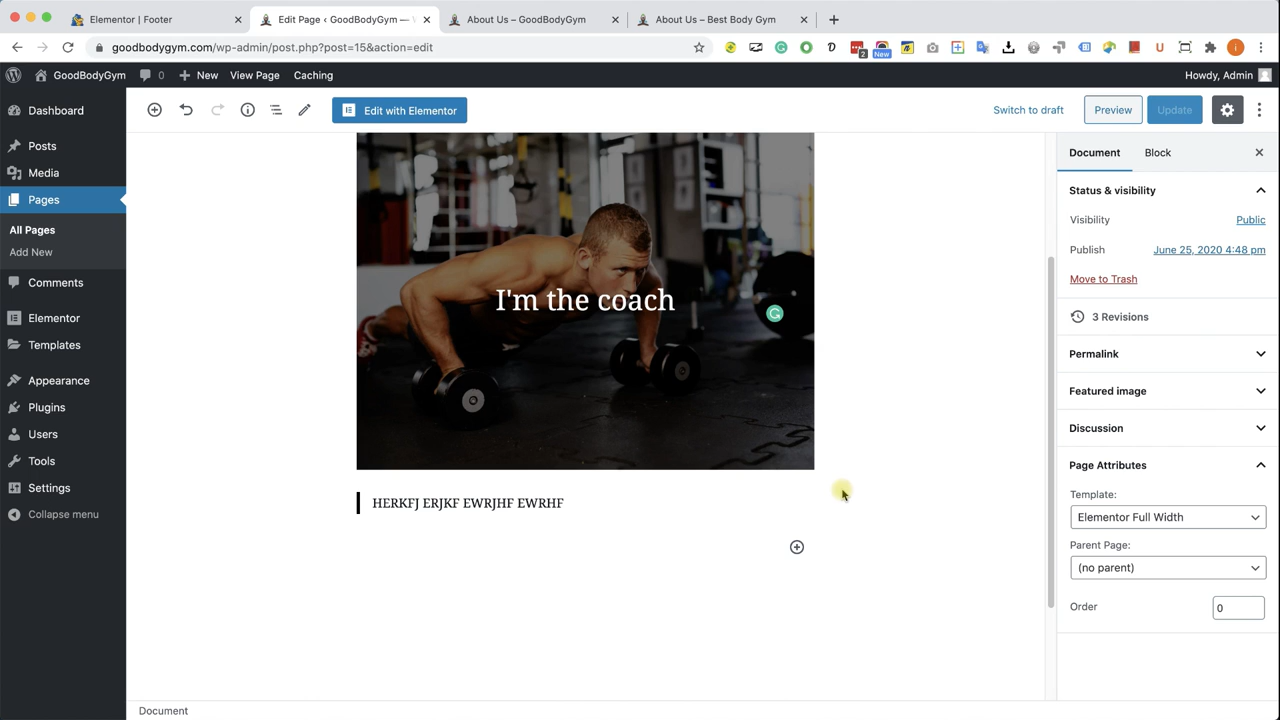 Elementor | Footer
Edit Page ‹ GoodBodyGym —
About Us – GoodBodyGym
About Us – Best Body Gym
goodbodygym.com/wp-admin/post.php?post=15&action=edit
2
New
GoodBodyGym
0
New
View Page
Caching
Howdy, Admin
Dashboard
Posts
Media
Pages
All Pages
Add New
Comments
Elementor
Templates
Appearance
Plugins
Users
Tools
Settings
Collapse menu
Edit with Elementor
Switch to draft
Preview
Update
I'm the coach
HERKFJ ERJKF EWRJHF EWRHF
Document
Block
Status & visibility
Visibility
Public
Publish
June 25, 2020 4:48 pm
Move to Trash
3 Revisions
Permalink
Featured image
Discussion
Page Attributes
Template:
Elementor Full Width
Parent Page:
(no parent)
Order
0
Document